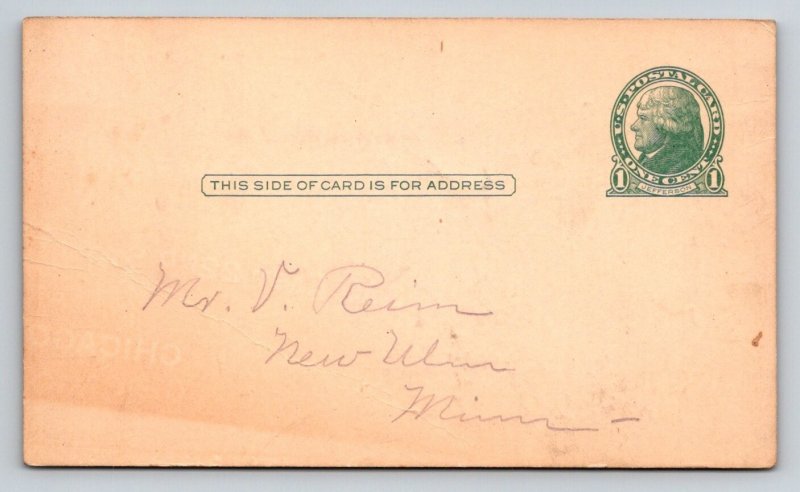 U.S. POSTAL CARD
ONE CENT
1 JEFFERSON 1
THIS SIDE OF CARD IS FOR ADDRESS
Mr. V. Reim
New Ulm
Minn
CHICA